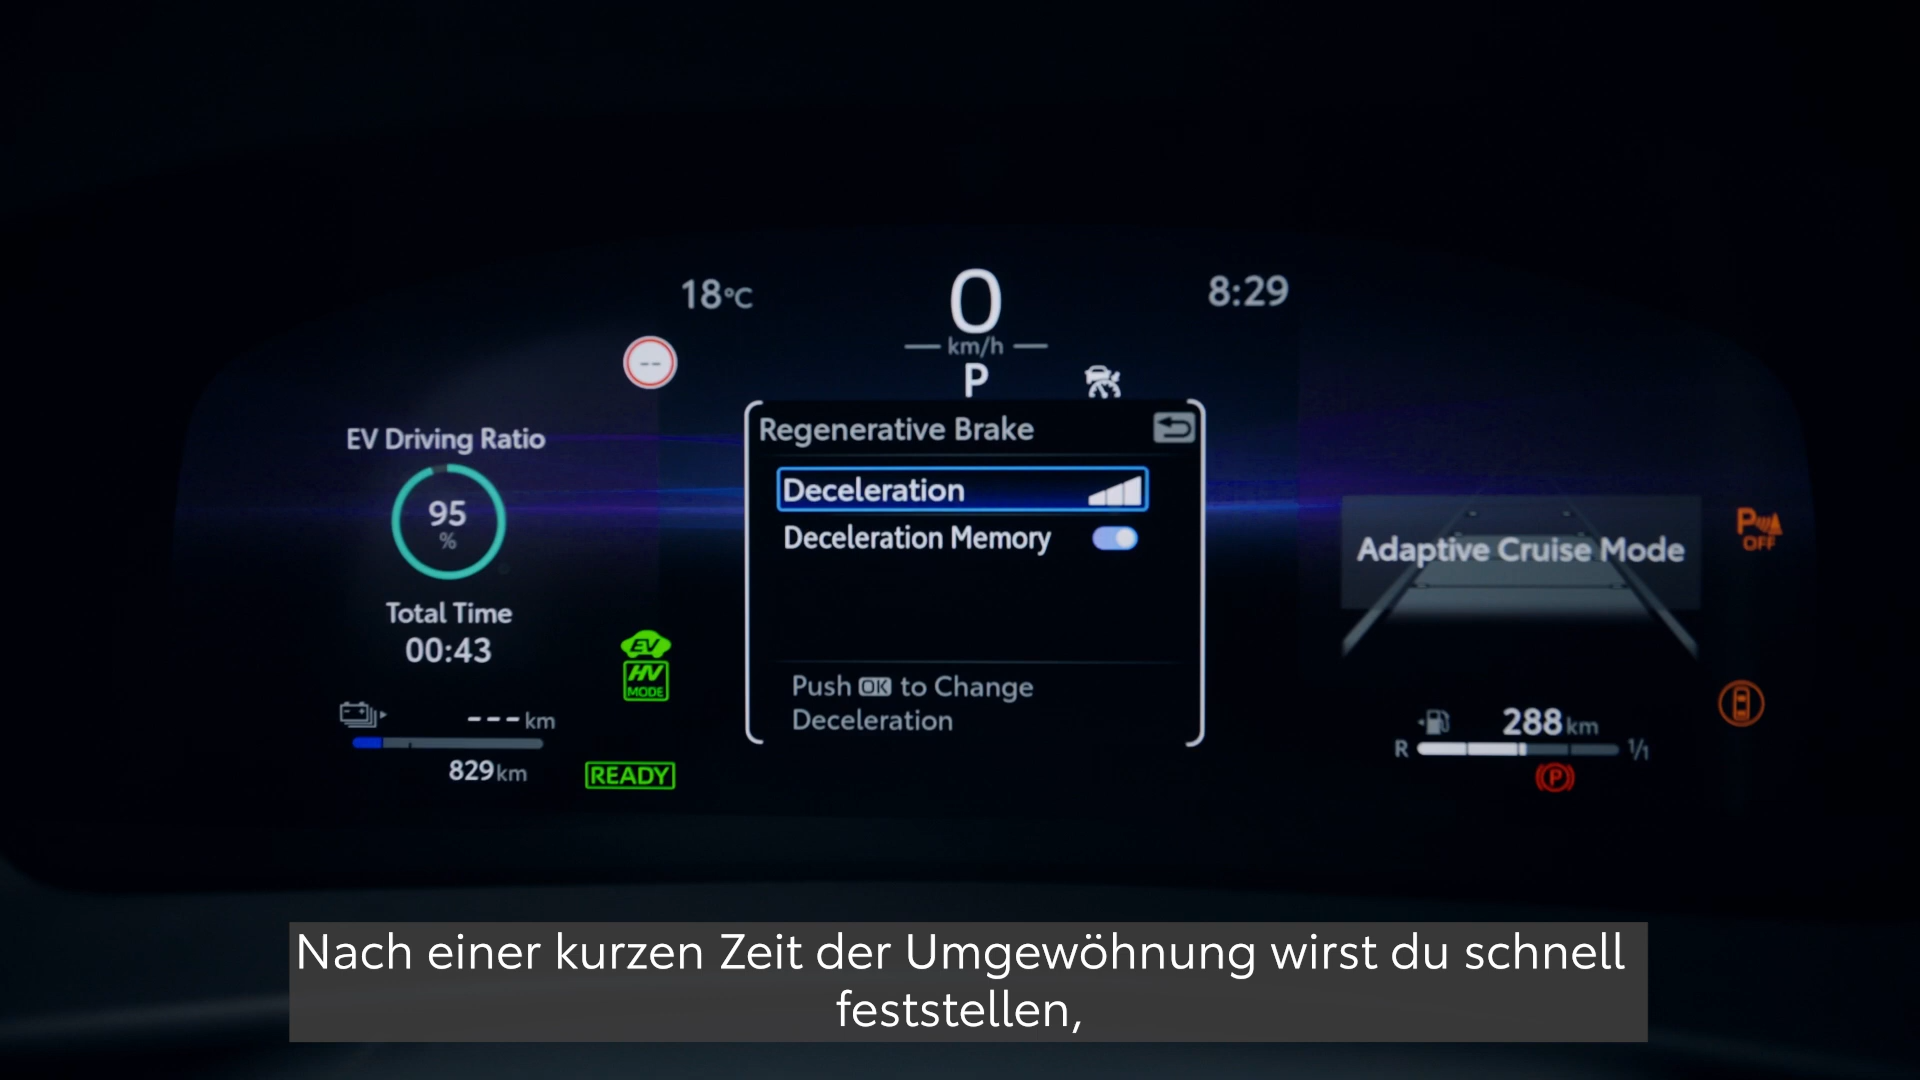 18°C
0
8:29
km/h
--
P
EV Driving Ratio
95
%
Total Time
00:43
EV
HV
MODE
---km
829km
READY
Regenerative Brake
Deceleration
Deceleration Memory
Push OK to Change
Deceleration
Adaptive Cruise Mode
P
OFF
288km
R
1/1
P
Nach einer kurzen Zeit der Umgewöhnung wirst du schnell
feststellen,